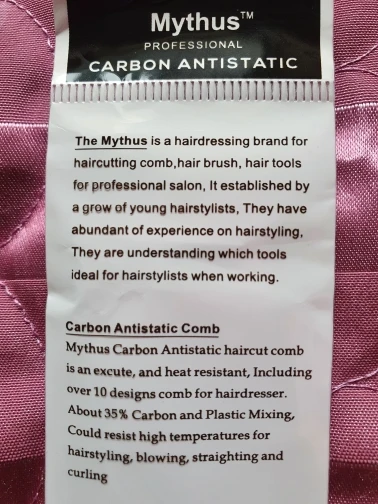 Mythus™
PROFESSIONAL
CARBON ANTISTATIC
The Mythus is a hairdressing brand for
haircutting comb,hair brush, hair tools
for professional salon, It established by
a grow of young hairstylists, They have
abundant of experience on hairstyling,
They are understanding which tools
ideal for hairstylists when working.
Carbon Antistatic Comb
Mythus Carbon Antistatic haircut comb
is an excute, and heat resistant, Including
over 10 designs comb for hairdresser.
About 35% Carbon and Plastic Mixing,
Could resist high temperatures for
hairstyling, blowing, straighting and
curling